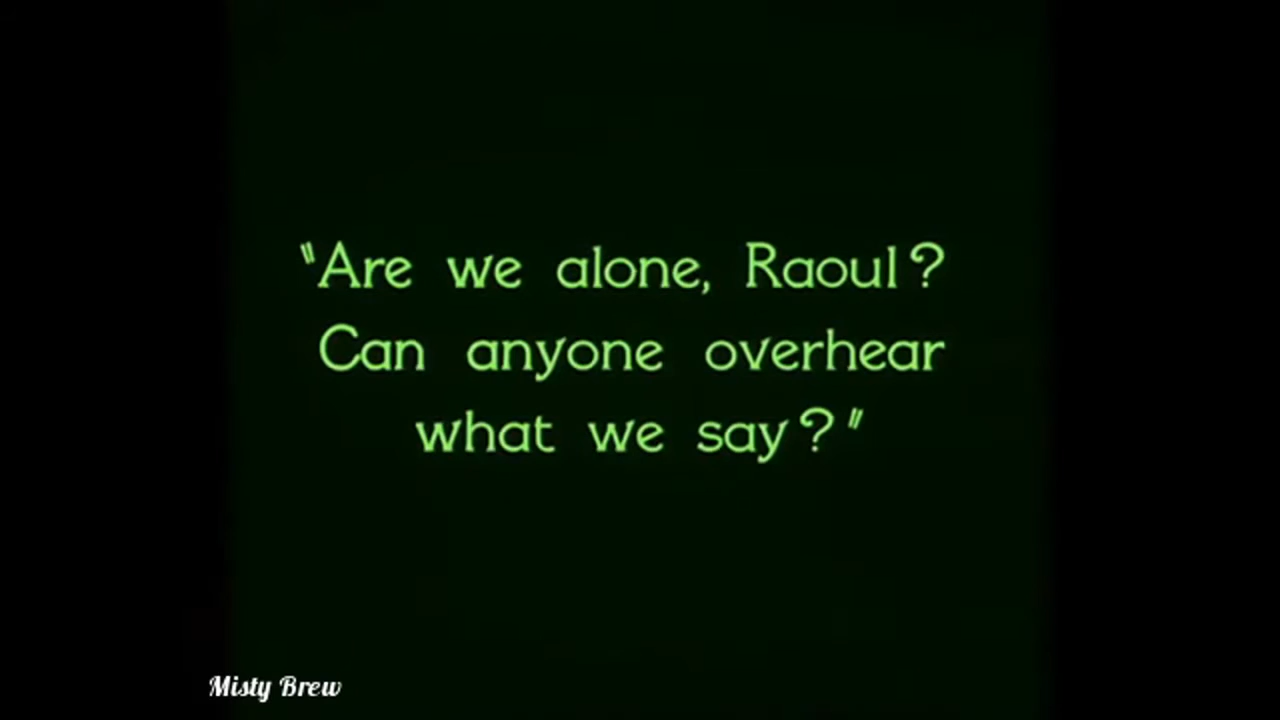 "Are we alone, Raoul?
Can anyone overhear
what we say?"
Misty Brew